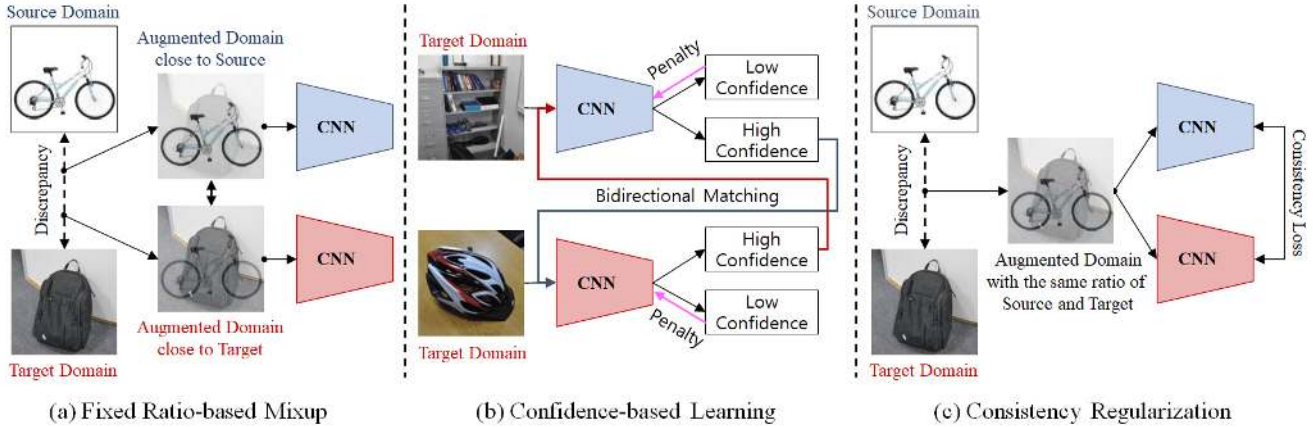 Source Domain
Augmented Domain
close to Source
CNN
Discrepancy
CNN
Augmented Domain
close to Target
Target Domain
(a) Fixed Ratio-based Mixup
Target Domain
CNN
Penalty
Low
Confidence
High
Confidence
Bidirectional Matching
CNN
High
Confidence
Low
Confidence
Penalty
Target Domain
(b) Confidence-based Learning
Source Domain
Discrepancy
CNN
Consistency Loss
CNN
Augmented Domain
with the same ratio of
Source and Target
Target Domain
(c) Consistency Regularization